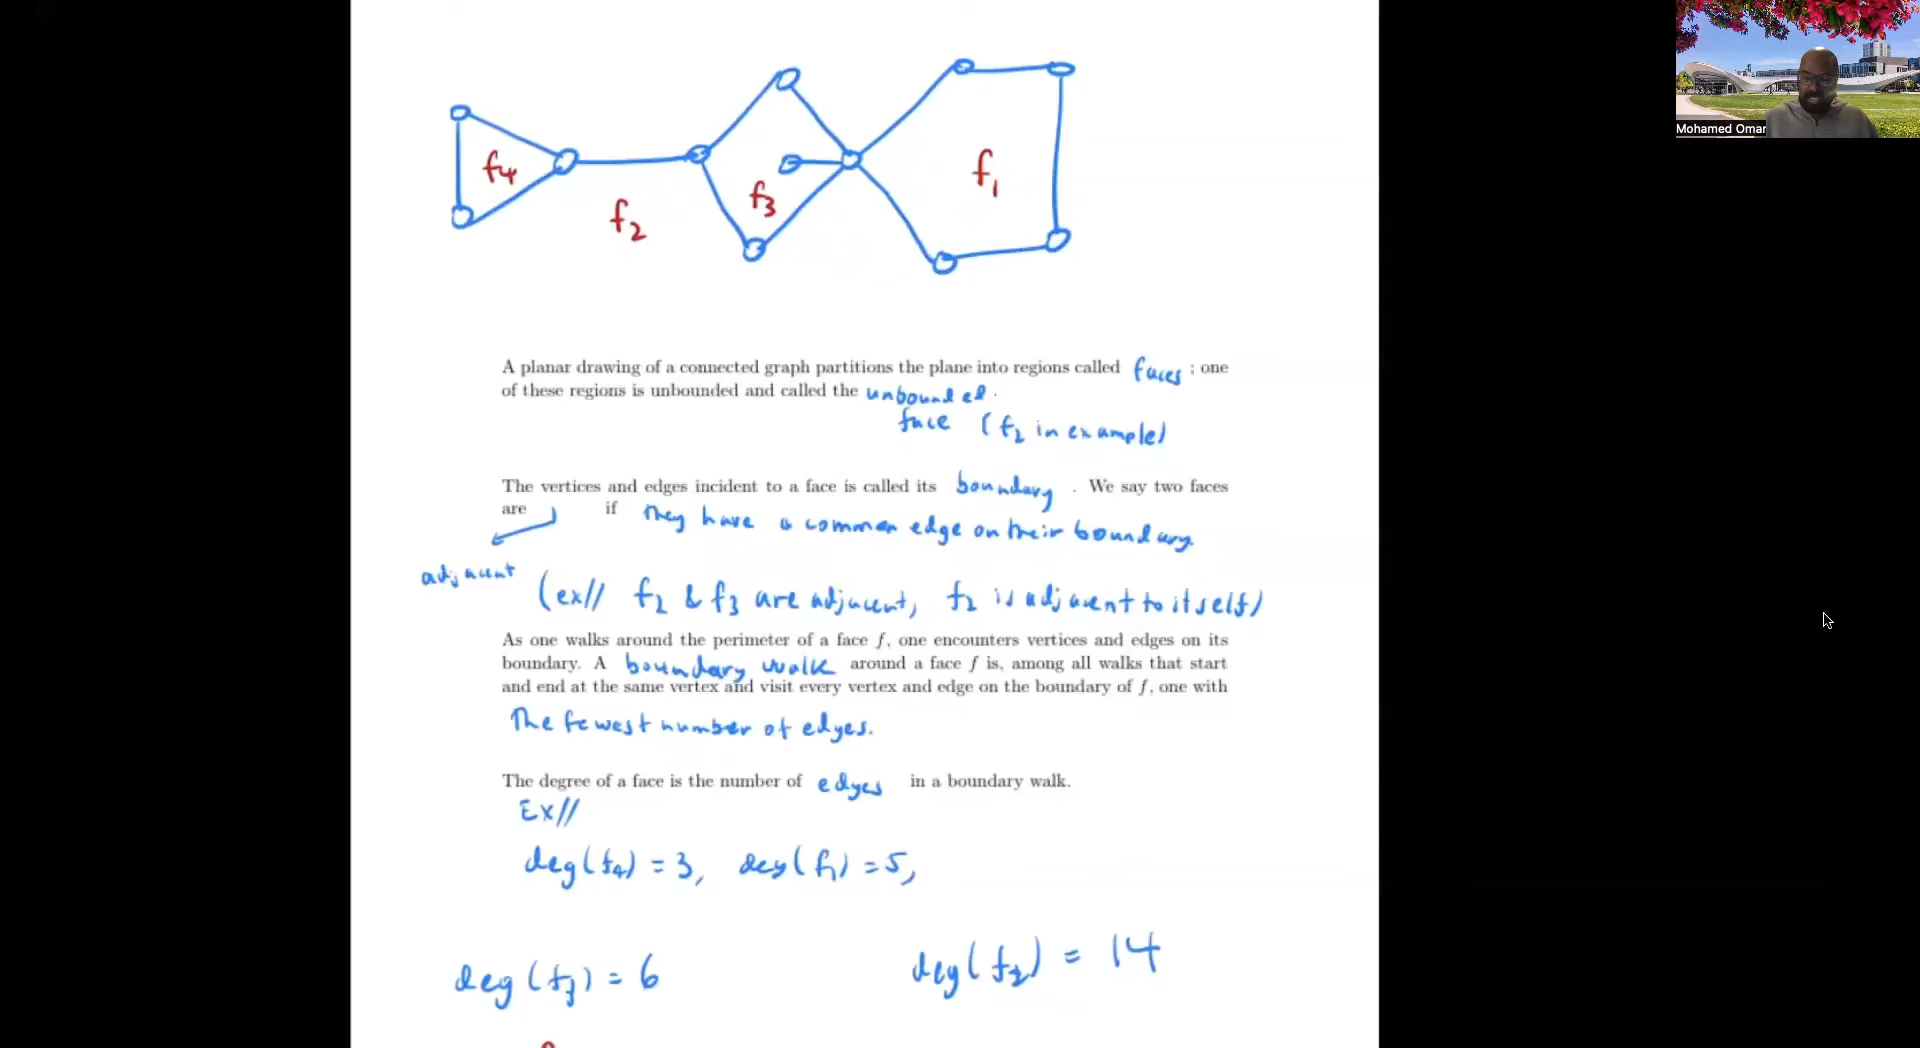 Mohamed Omar
f4
f2
f3
f1
A planar drawing of a connected graph partitions the plane into regions called faces ; one
of these regions is unbounded and called the unbounded .
face (f2 in example)
The vertices and edges incident to a face is called its boundary . We say two faces
are if they have a common edge on their boundary.
adjacent
(ex// f2 & f3 are adjacent, f2 is adjacent to itself)
As one walks around the perimeter of a face f, one encounters vertices and edges on its
boundary. A boundary walk around a face f is, among all walks that start
and end at the same vertex and visit every vertex and edge on the boundary of f, one with
The fewest number of edges.
The degree of a face is the number of edges in a boundary walk.
Ex//
deg(f4) = 3, deg(f1) = 5,
deg(f3) = 6 deg(f2) = 14